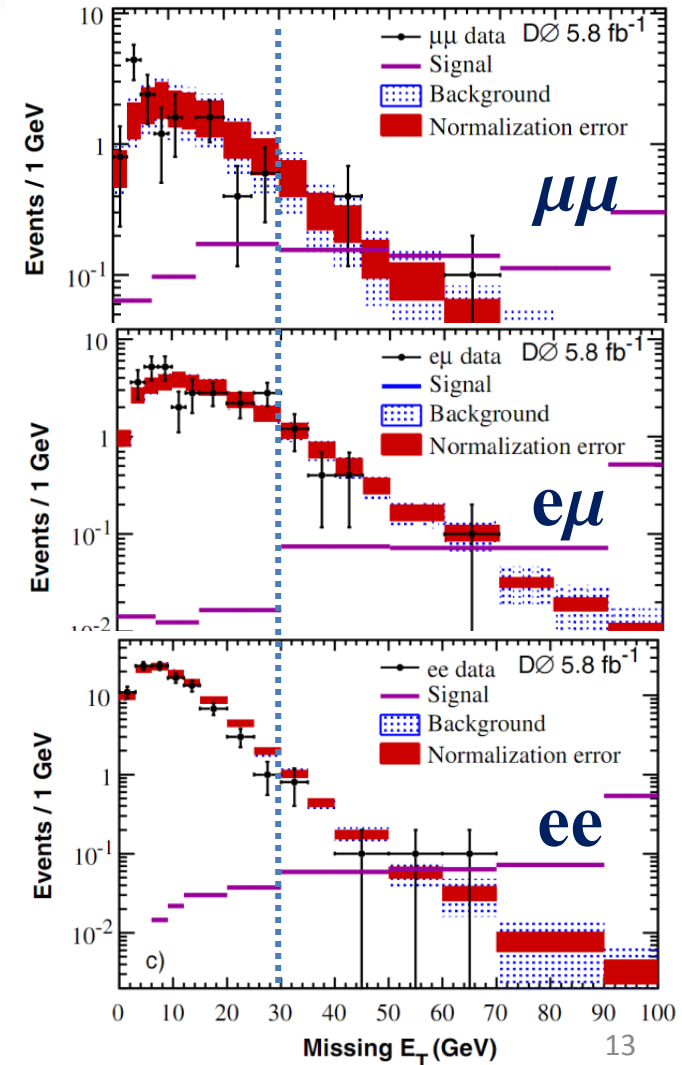 10
μμ data DØ 5.8 fb⁻¹
Signal
Background
Normalization error
1
μμ
10⁻¹
Events / 1 GeV
10
eμ data DØ 5.8 fb⁻¹
Signal
Background
Normalization error
1
eμ
10⁻¹
10⁻²
Events / 1 GeV
ee data DØ 5.8 fb⁻¹
10
Signal
Background
Normalization error
1
ee
10⁻¹
10⁻²
c)
Events / 1 GeV
0 10 20 30 40 50 60 70 80 90 100
Missing E_T (GeV)
13